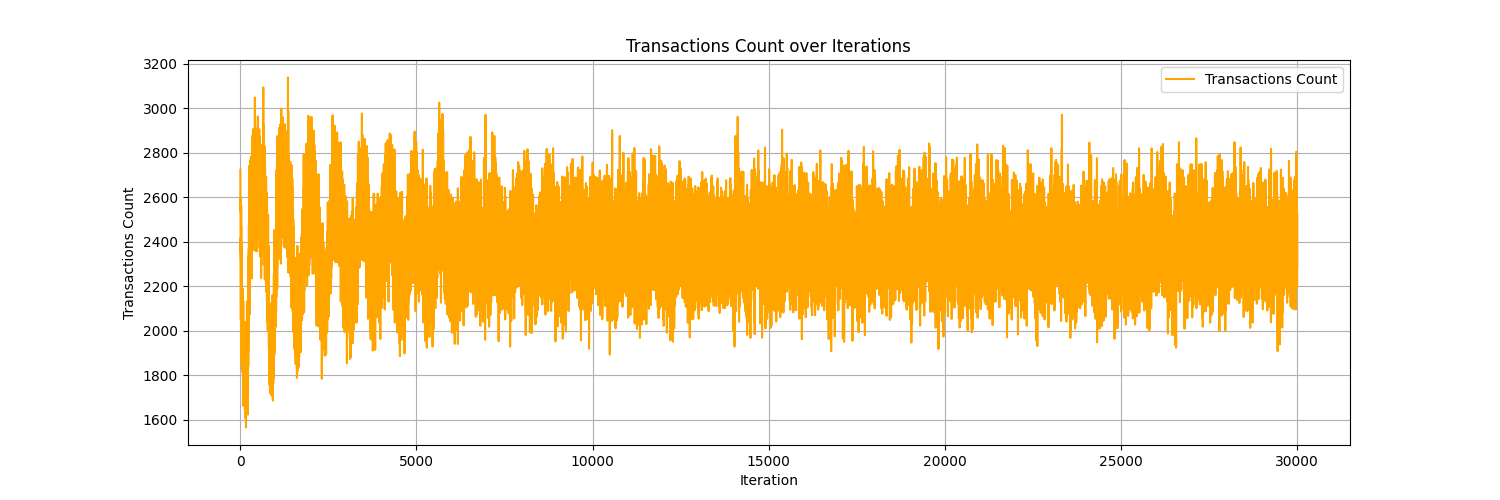 Transactions Count over Iterations
Transactions Count
3200
3000
2800
2600
2400
2200
2000
1800
1600
Transactions Count
0 5000 10000 15000 20000 25000 30000
Iteration